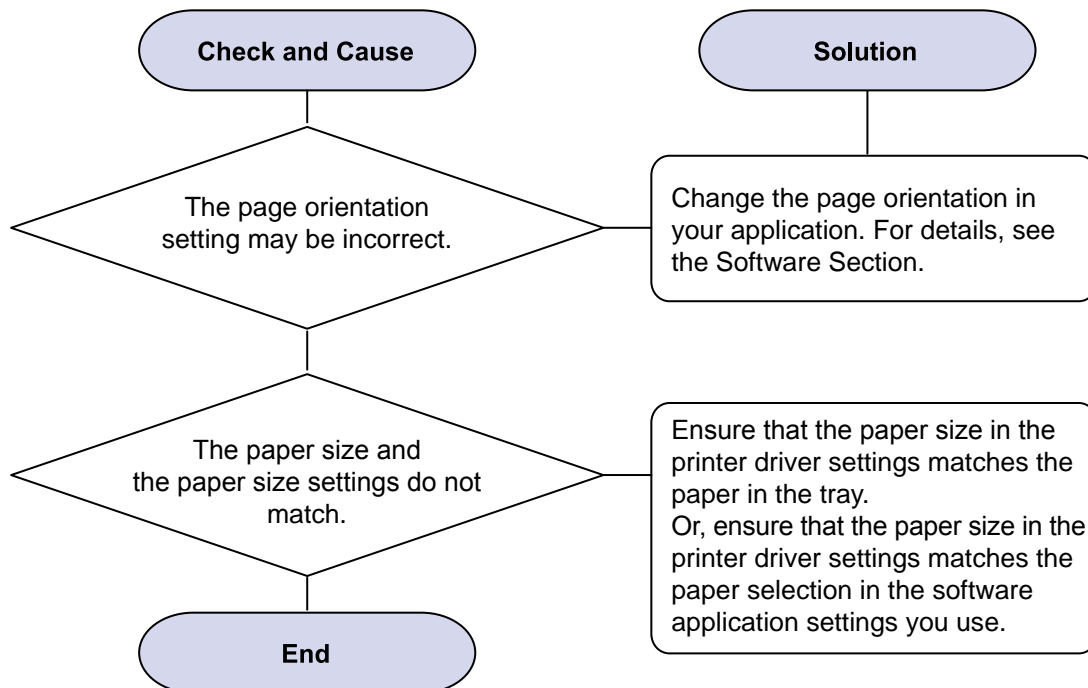 Check and Cause
Solution
The page orientation
setting may be incorrect.
Change the page orientation in
your application. For details, see
the Software Section.
The paper size and
the paper size settings do not
match.
Ensure that the paper size in the
printer driver settings matches the
paper in the tray.
Or, ensure that the paper size in the
printer driver settings matches the
paper selection in the software
application settings you use.
End